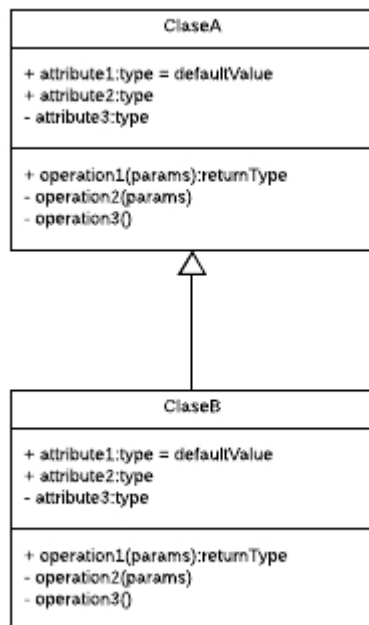 ClaseA
+ attribute1:type = defaultValue
+ attribute2:type
- attribute3:type
+ operation1(params):returnType
- operation2(params)
- operation3()
ClaseB
+ attribute1:type = defaultValue
+ attribute2:type
- attribute3:type
+ operation1(params):returnType
- operation2(params)
- operation3()